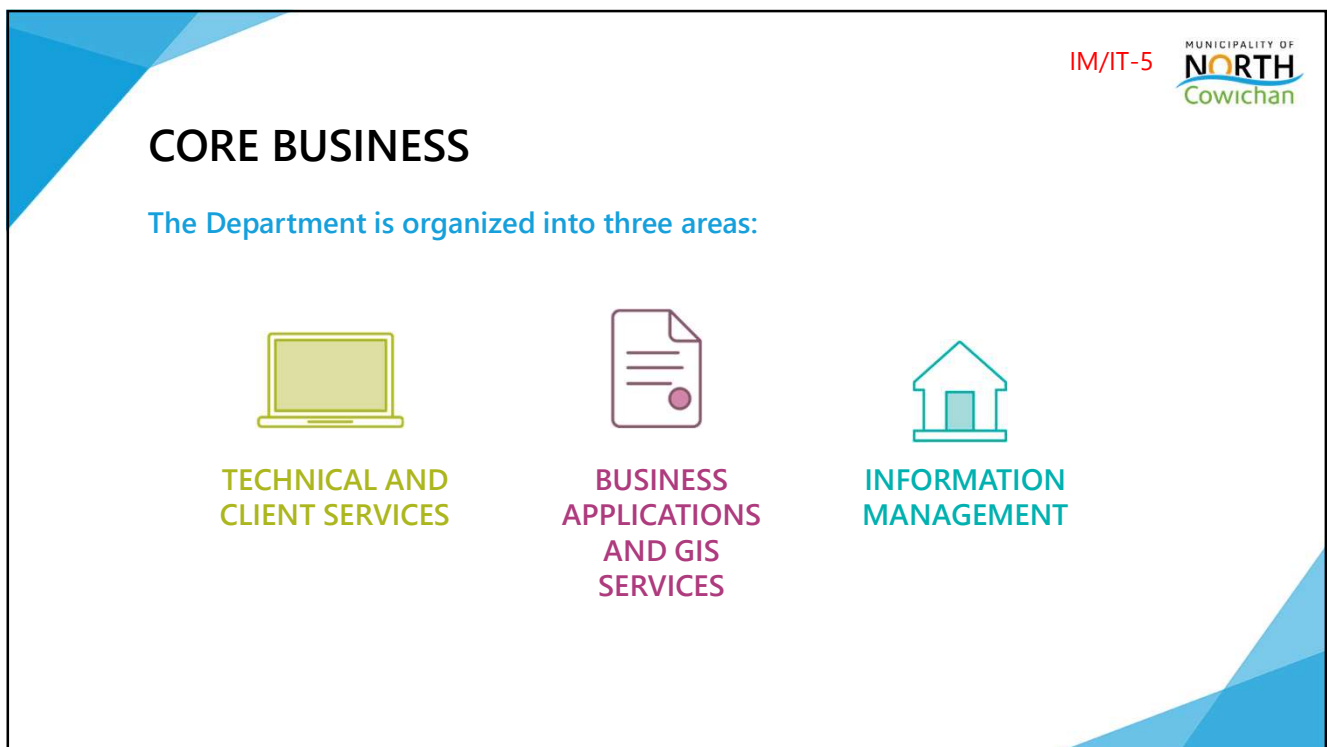 IM/IT-5
MUNICIPALITY OF
NORTH
Cowichan
CORE BUSINESS
The Department is organized into three areas:
TECHNICAL AND
CLIENT SERVICES
BUSINESS
APPLICATIONS
AND GIS
SERVICES
INFORMATION
MANAGEMENT